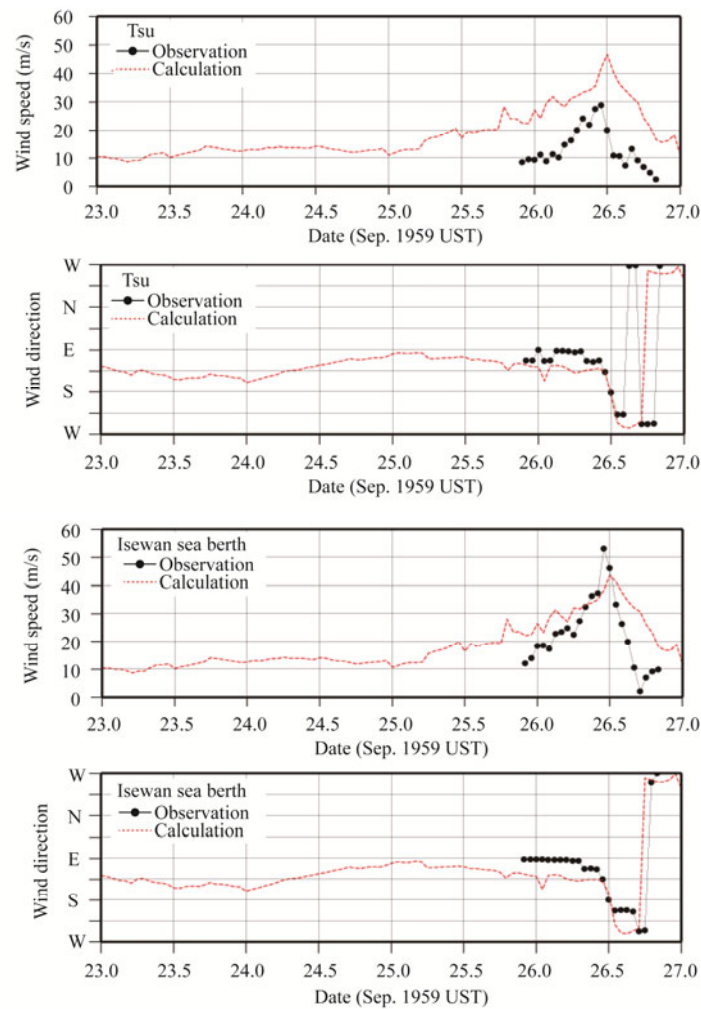 60
Tsu
50
Observation
40
Calculation
30
20
10
0
Wind speed (m/s)
23.0 23.5 24.0 24.5 25.0 25.5 26.0 26.5 27.0
Date (Sep. 1959 UST)
W
Tsu
Observation
N
Calculation
E
S
W
Wind direction
23.0 23.5 24.0 24.5 25.0 25.5 26.0 26.5 27.0
Date (Sep. 1959 UST)
60
Isewan sea berth
50
Observation
40
Calculation
30
20
10
0
Wind speed (m/s)
23.0 23.5 24.0 24.5 25.0 25.5 26.0 26.5 27.0
Date (Sep. 1959 UST)
W
Isewan sea berth
Observation
N
Calculation
E
S
W
Wind direction
23.0 23.5 24.0 24.5 25.0 25.5 26.0 26.5 27.0
Date (Sep. 1959 UST)